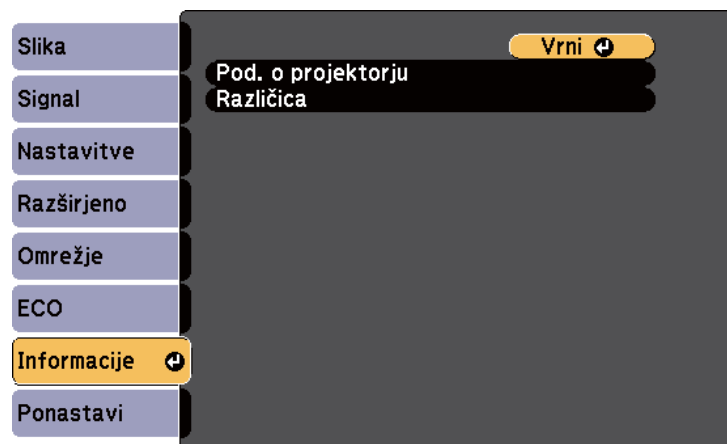 Slika
Signal
Nastavitve
Razširjeno
Omrežje
ECO
Informacije
Ponastavi
Vrni
Pod. o projektorju
Različica